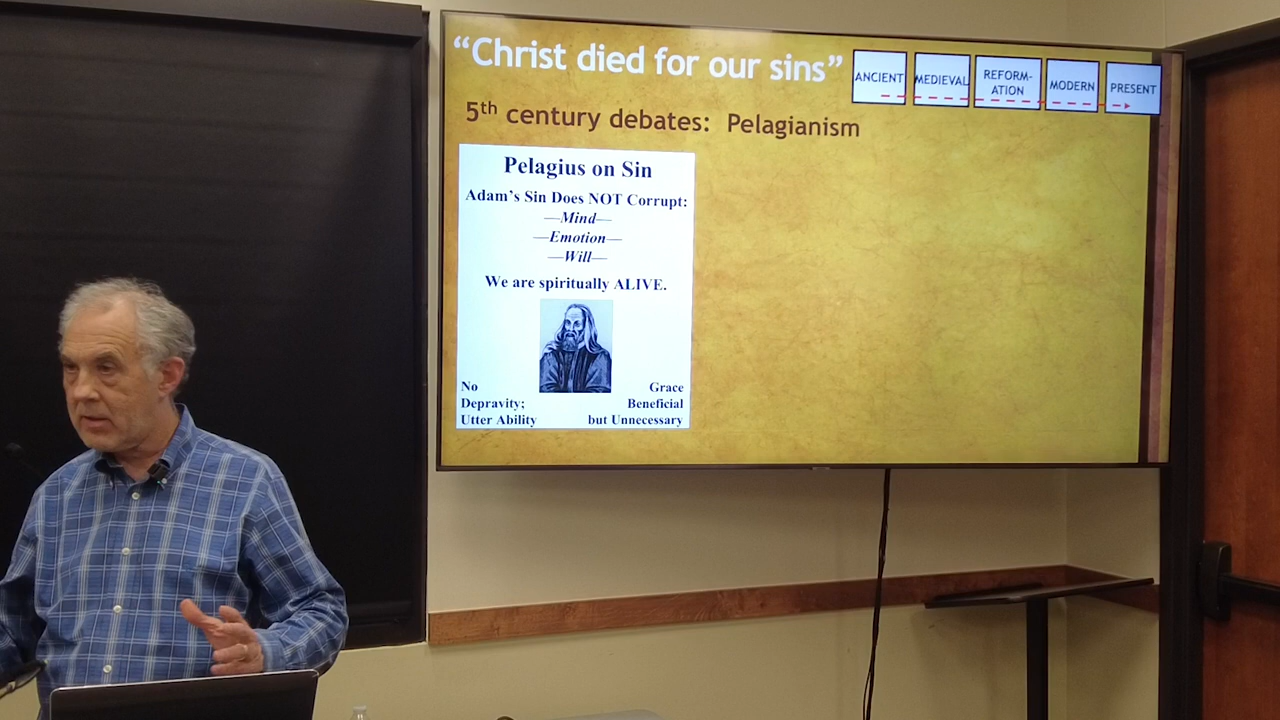 “Christ died for our sins”
ANCIENT
MEDIEVAL
REFORM-
ATION
MODERN
PRESENT
5th century debates: Pelagianism
Pelagius on Sin
Adam’s Sin Does NOT Corrupt:
—Mind—
—Emotion—
—Will—
We are spiritually ALIVE.
No
Depravity;
Utter Ability
Grace
Beneficial
but Unnecessary